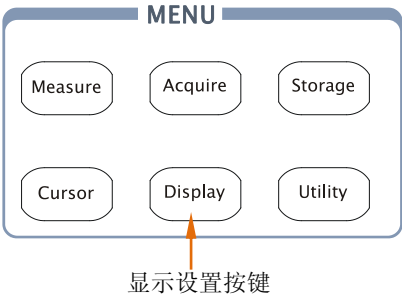 MENU
Measure Acquire Storage
Cursor Display Utility
显示设置按键